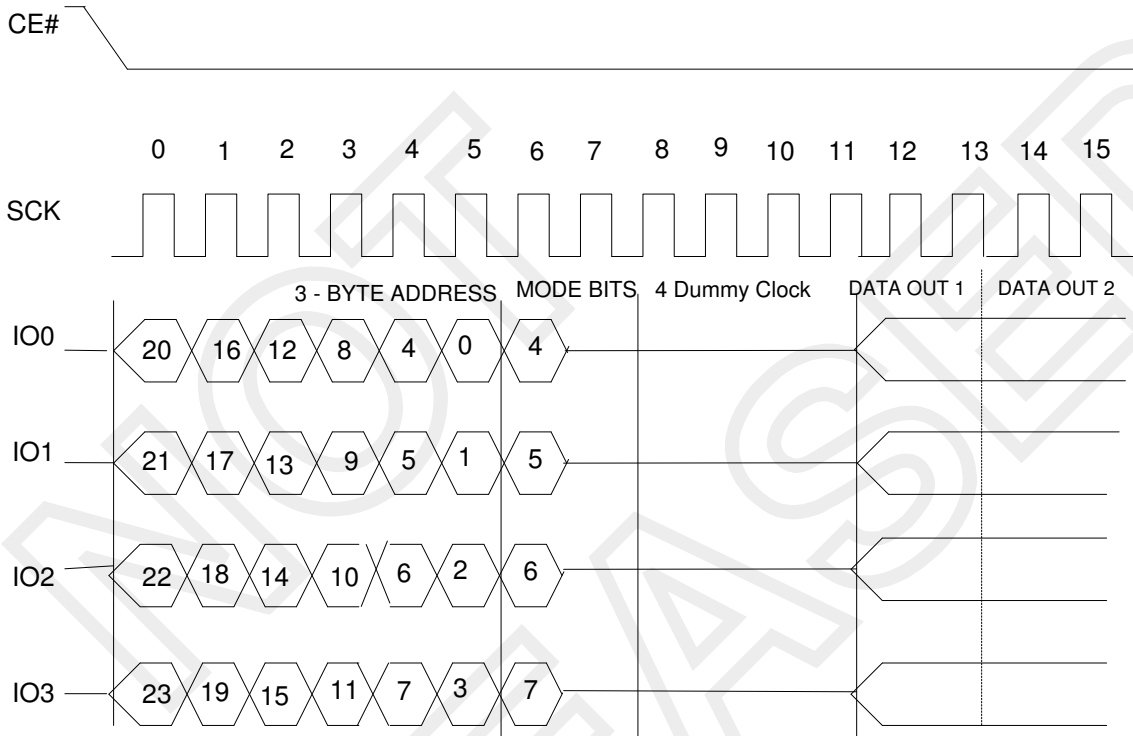 CE#
0 1 2 3 4 5 6 7 8 9 10 11 12 13 14 15
SCK
3 - BYTE ADDRESS MODE BITS 4 Dummy Clock DATA OUT 1 DATA OUT 2
IO0 20 16 12 8 4 0 4
IO1 21 17 13 9 5 1 5
IO2 22 18 14 10 6 2 6
IO3 23 19 15 11 7 3 7
NOT